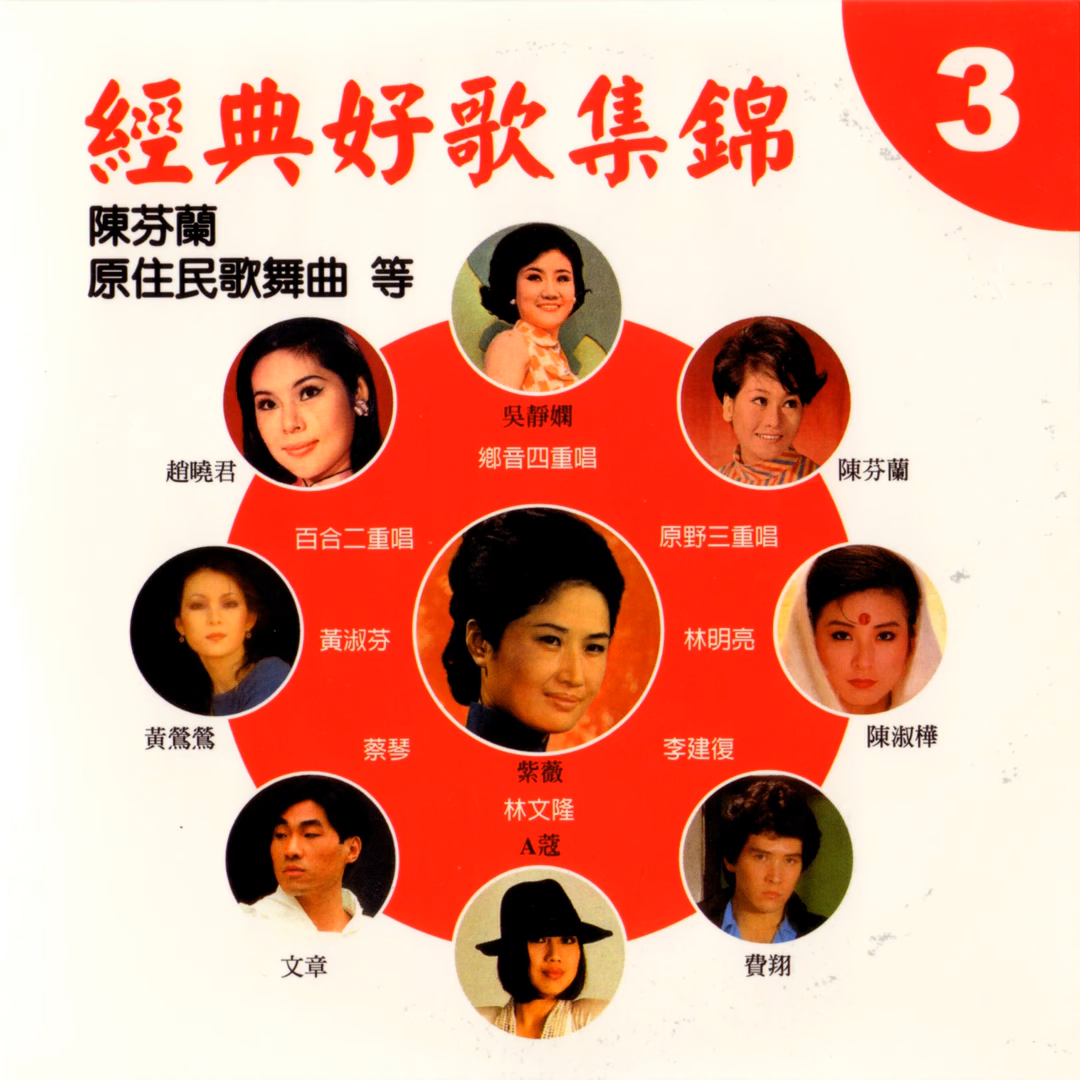 3
經典好歌集錦
陳芬蘭
原住民歌舞曲 等
吳靜嫻
鄉音四重唱
趙曉君
陳芬蘭
百合二重唱
原野三重唱
黃淑芬
林明亮
黃鶯鶯
陳淑樺
蔡琴
李建復
紫薇
林文隆
A蔻
文章
費翔